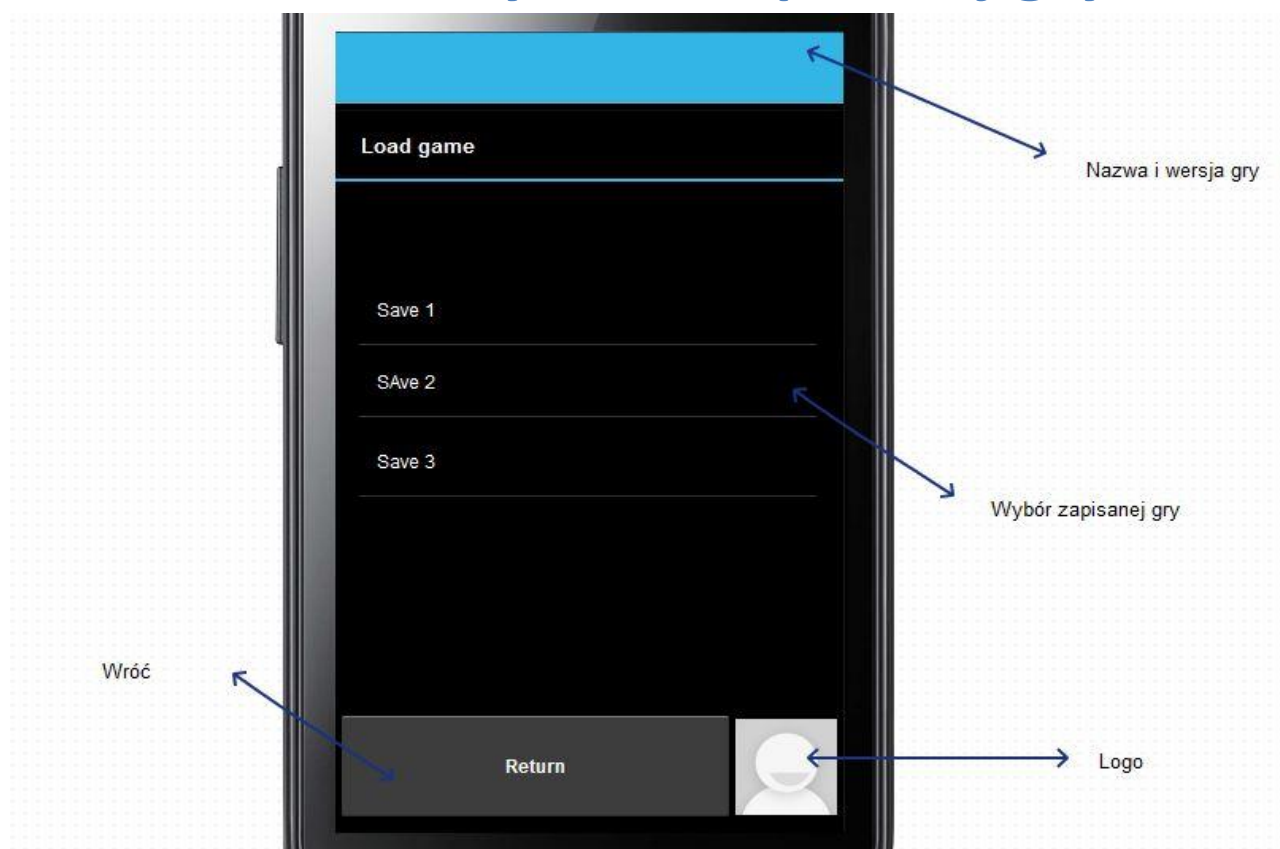 Load game
Nazwa i wersja gry
Save 1
SAve 2
Save 3
Wybór zapisanej gry
Wróć
Return
Logo